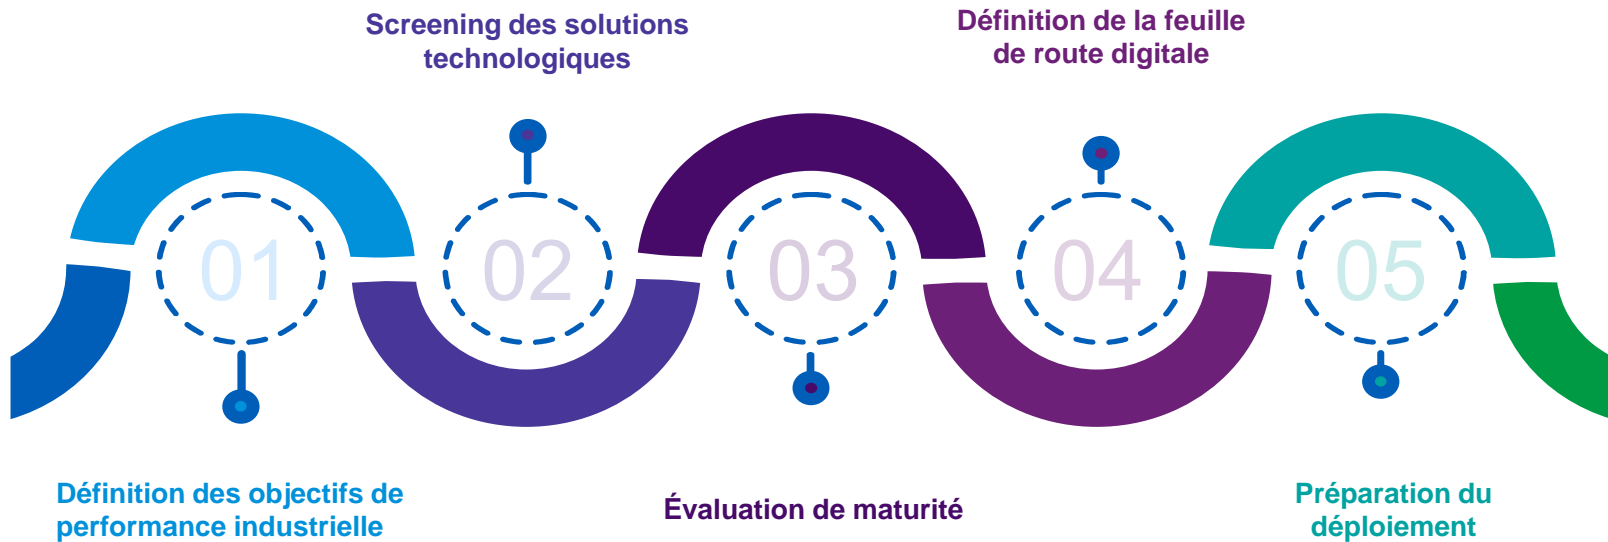 Screening des solutions
technologiques
Définition de la feuille
de route digitale
01
02
03
04
05
Définition des objectifs de
performance industrielle
Évaluation de maturité
Préparation du
déploiement